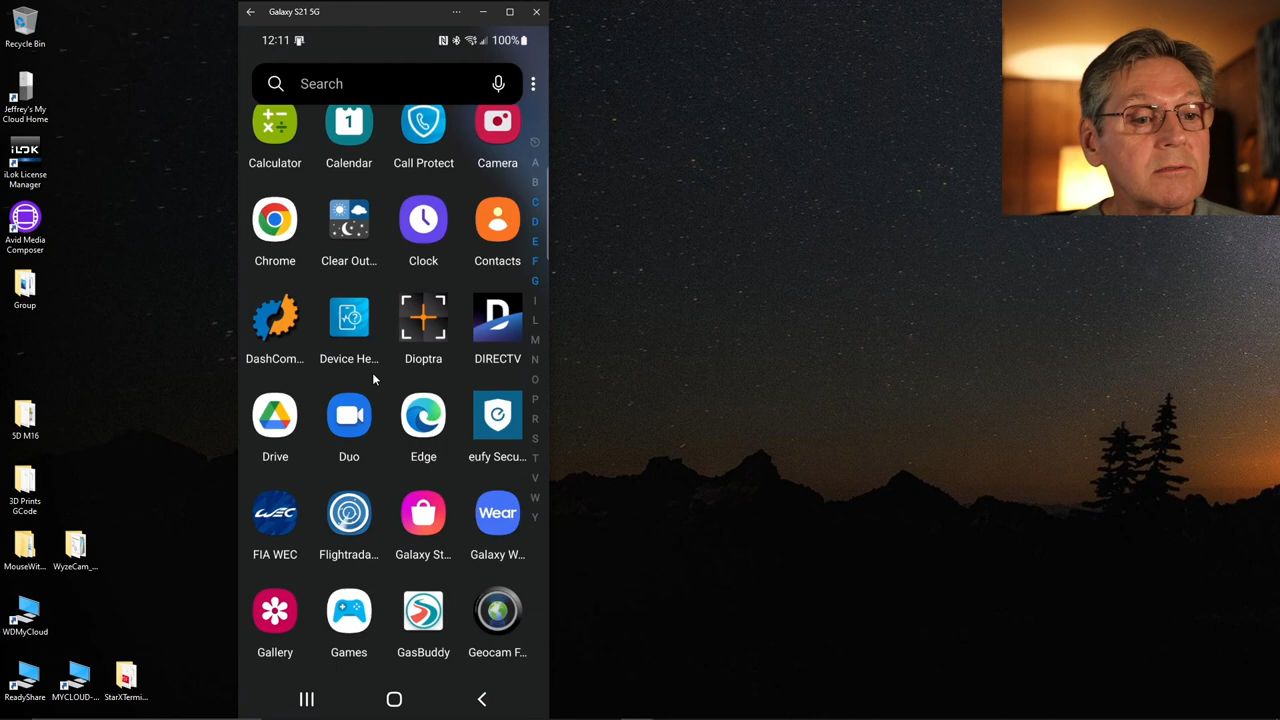 Galaxy S21 5G
12:11
100%
Search
Calculator
Calendar
Call Protect
Camera
Chrome
Clear Out...
Clock
Contacts
DashCom...
Device He...
Dioptra
D
DIRECTV
Drive
Duo
Edge
eufy Secu...
WEC
FIA WEC
Flightrada...
Galaxy St...
Wear
Galaxy W...
Gallery
Games
GasBuddy
Geocam F...
A
B
C
D
E
F
G
I
L
M
N
O
P
R
S
T
V
W
Y
Recycle Bin
Jeffrey's My
Cloud Home
iLOK
iLok License
Manager
Avid Media
Composer
Group
5D M16
3D Prints
GCode
MouseWit...
WyzeCam_...
WDMyCloud
ReadyShare
MYCLOUD-...
StarXTermi...